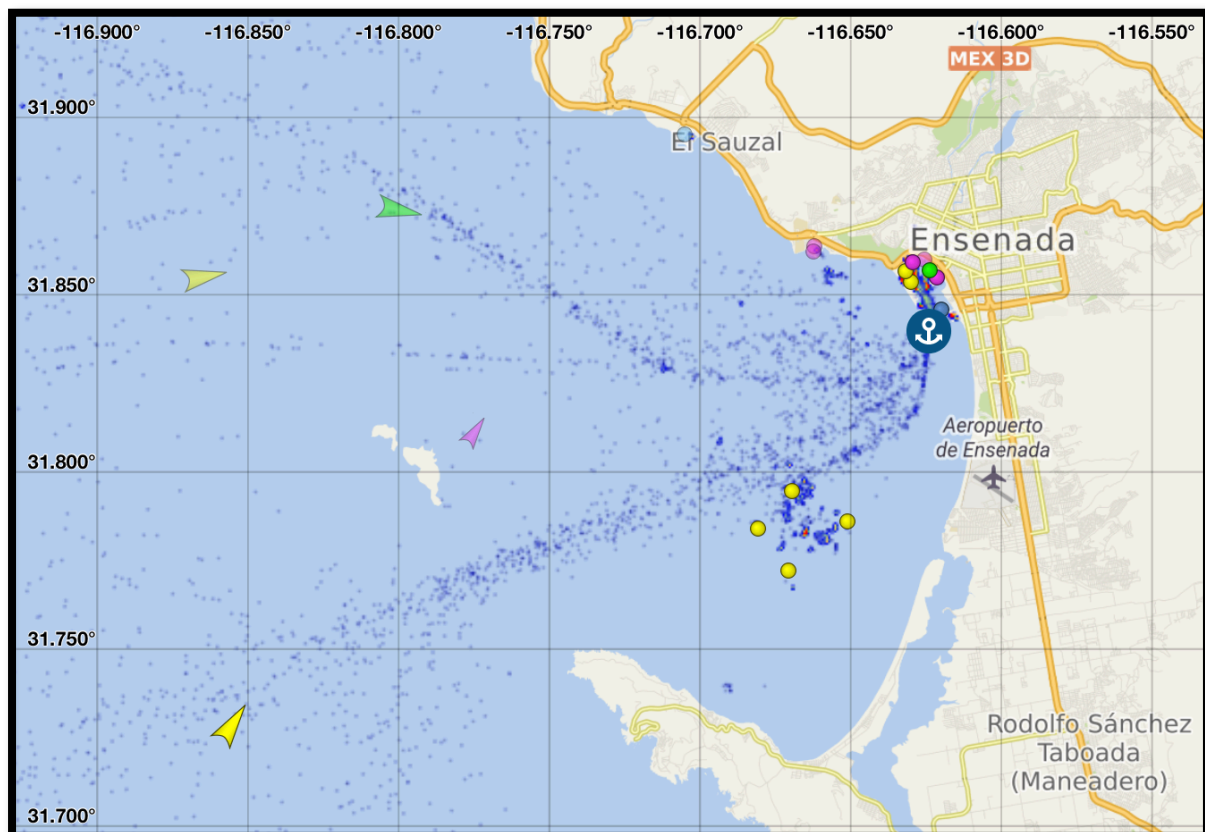 -116.900° -116.850° -116.800° -116.750° -116.700° -116.650° -116.600° -116.550°
MEX 3D
31.900°
El Sauzal
Ensenada
31.850°
Aeropuerto
de Ensenada
31.800°
31.750°
Rodolfo Sánchez
Taboada
(Maneadero)
31.700°